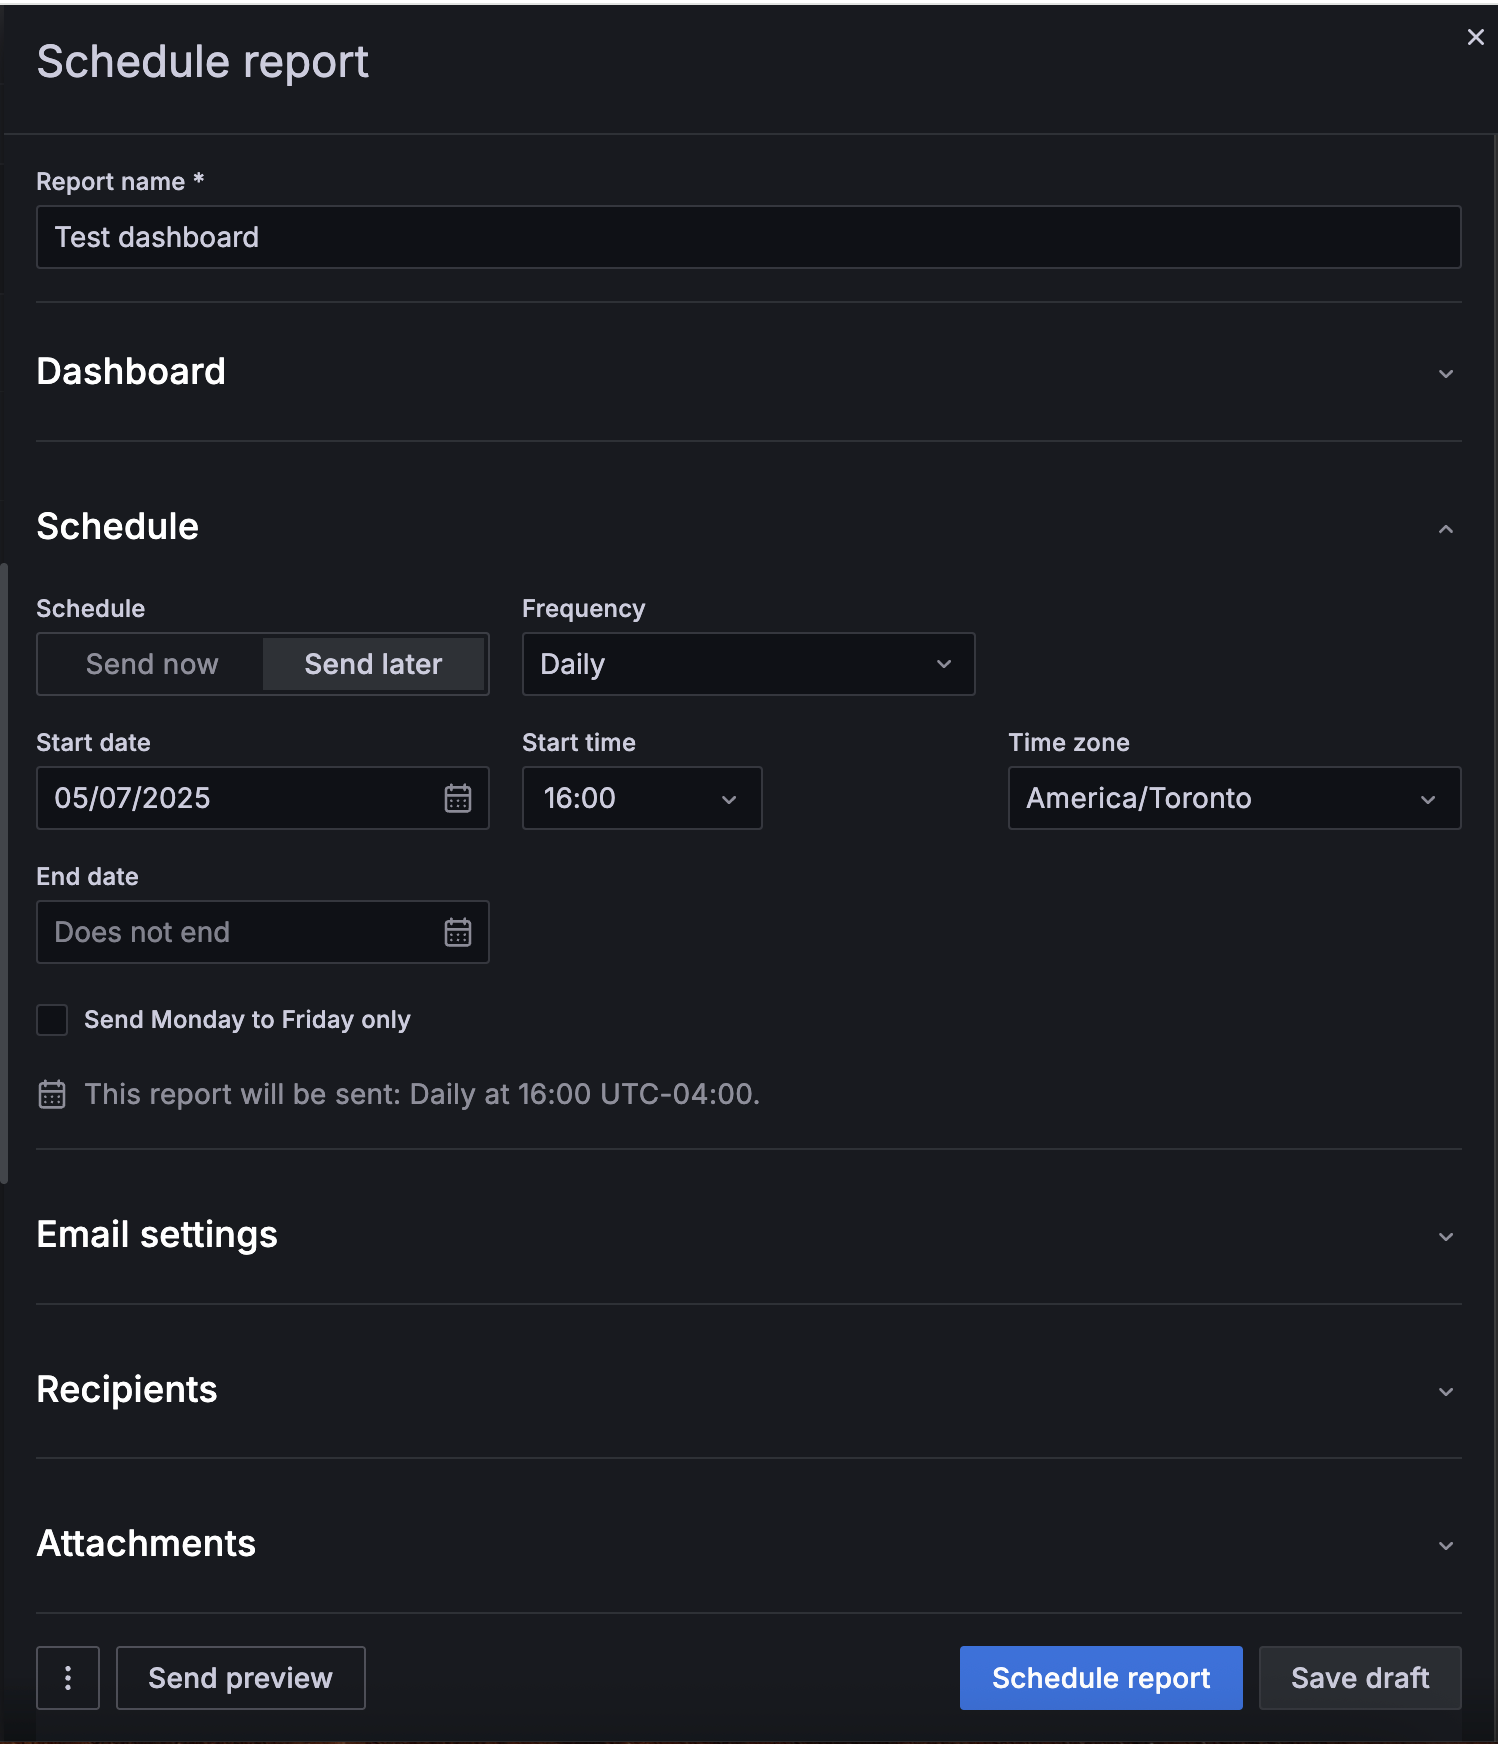 Schedule report
Report name *
Test dashboard
Dashboard
Schedule
Schedule
Frequency
Send now
Send later
Daily
Start date
Start time
Time zone
05/07/2025
16:00
America/Toronto
End date
Does not end
Send Monday to Friday only
This report will be sent: Daily at 16:00 UTC-04:00.
Email settings
Recipients
Attachments
Send preview
Schedule report
Save draft